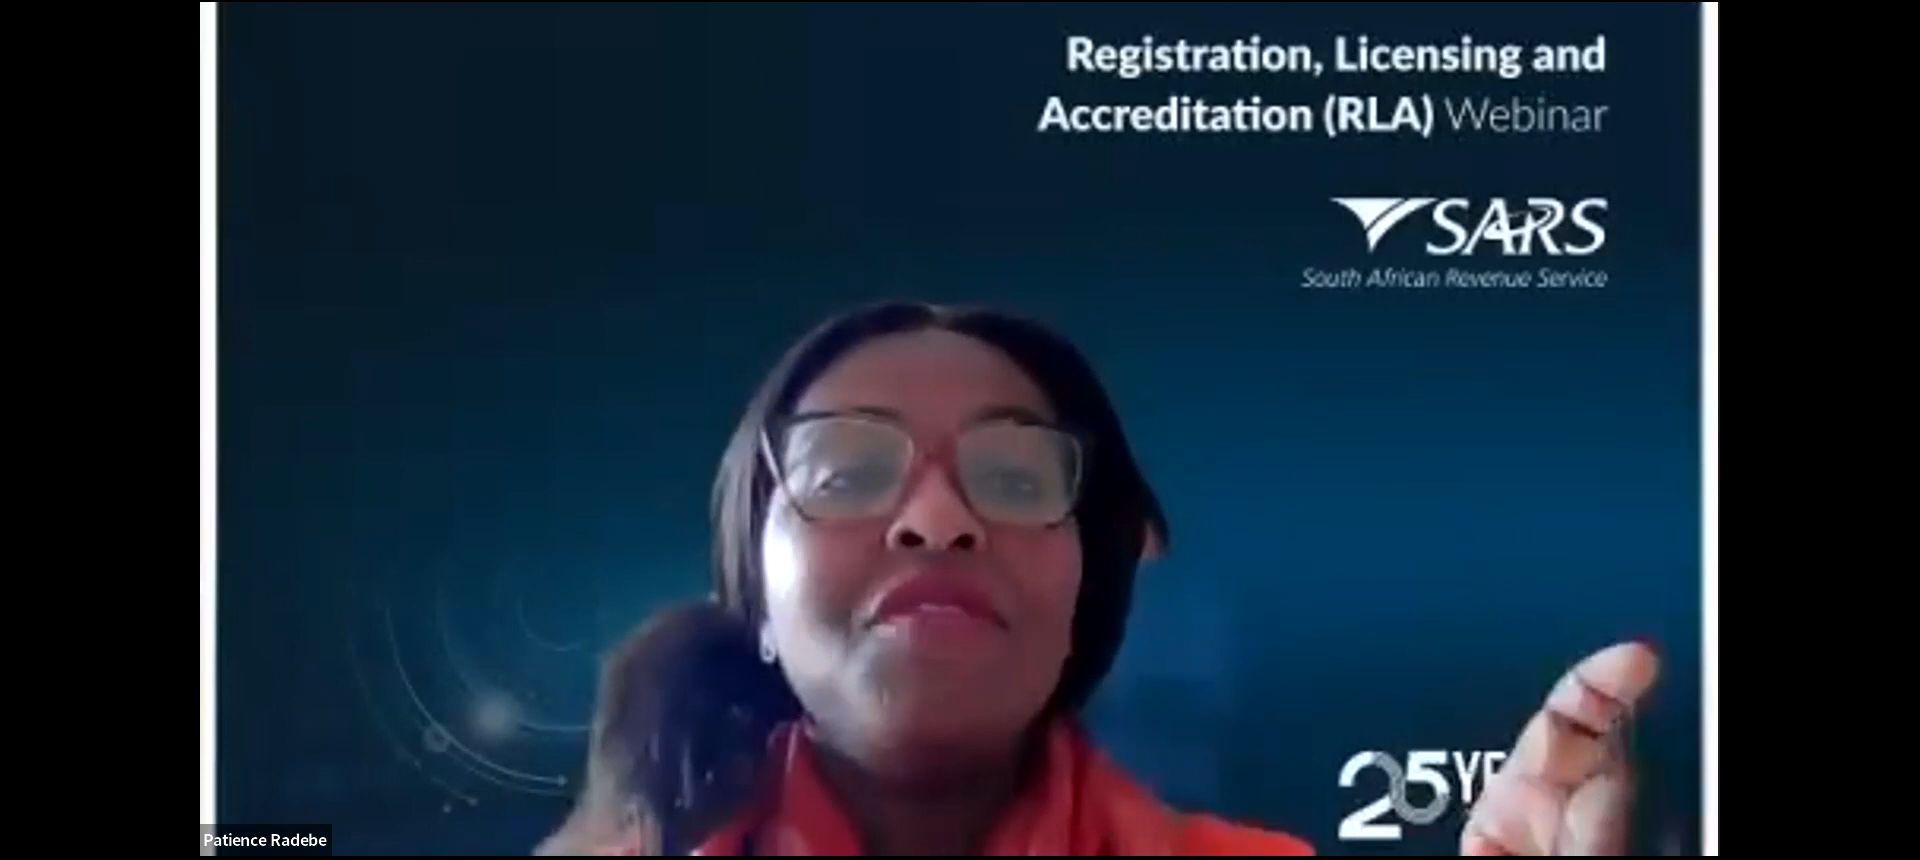 Registration, Licensing and
Accreditation (RLA) Webinar
SARS
South African Revenue Service
25
Patience Radebe